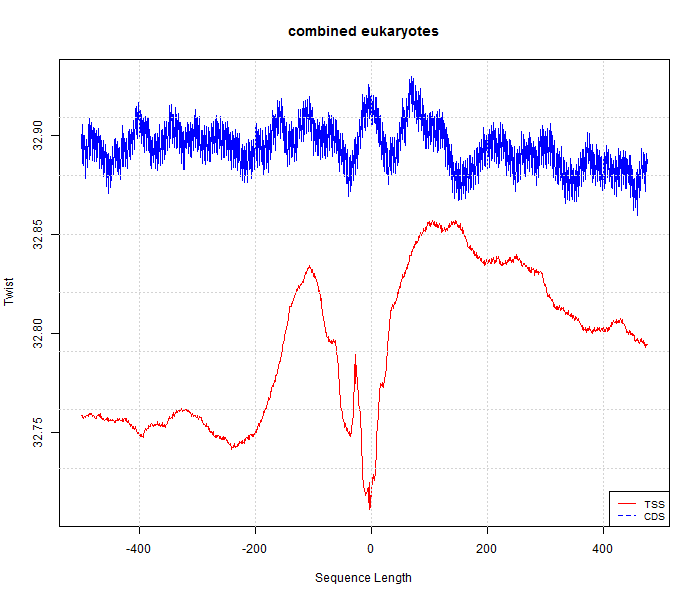 combined eukaryotes
Twist
32.90
32.85
32.80
32.75
-400 -200 0 200 400
Sequence Length
TSS
CDS